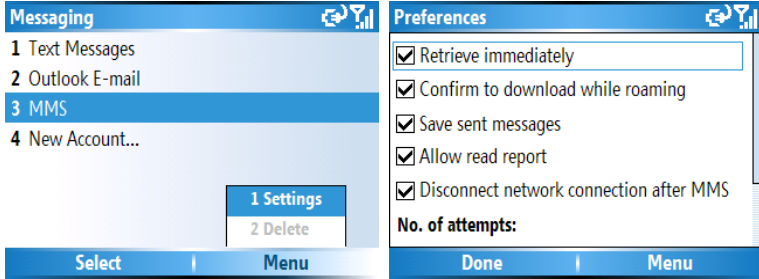 Messaging
1 Text Messages
2 Outlook E-mail
3 MMS
4 New Account...
1 Settings
2 Delete
Select
Menu
Preferences
Retrieve immediately
Confirm to download while roaming
Save sent messages
Allow read report
Disconnect network connection after MMS
No. of attempts:
Done
Menu